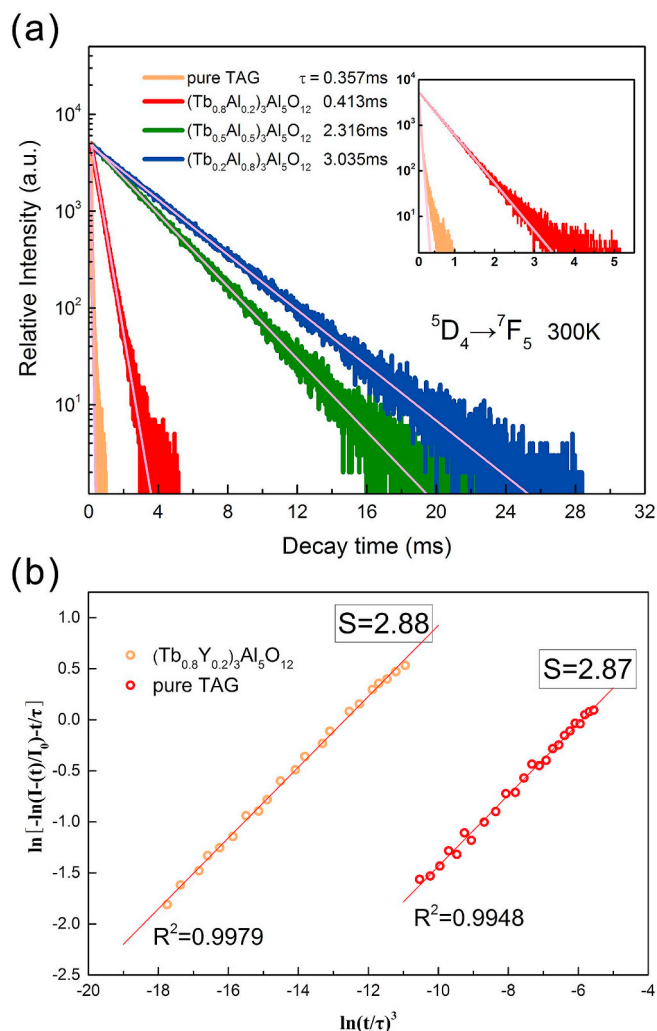 (a)
pure TAG τ = 0.357ms
(Tb0.8Al0.2)3Al5O12 0.413ms
(Tb0.5Al0.5)3Al5O12 2.316ms
(Tb0.2Al0.8)3Al5O12 3.035ms
10^4
10^3
10^2
10^1
0 1 2 3 4 5
5D4→7F5 300K
Relative Intensity (a.u.)
10^4
10^3
10^2
10^1
0 4 8 12 16 20 24 28 32
Decay time (ms)
(b)
S=2.88
S=2.87
(Tb0.8Y0.2)3Al5O12
pure TAG
R²=0.9979
R²=0.9948
ln[-ln(I-(t)/I0)-t/τ]
1.0
0.5
0.0
-0.5
-1.0
-1.5
-2.0
-2.5
-20 -18 -16 -14 -12 -10 -8 -6 -4
ln(t/τ)³